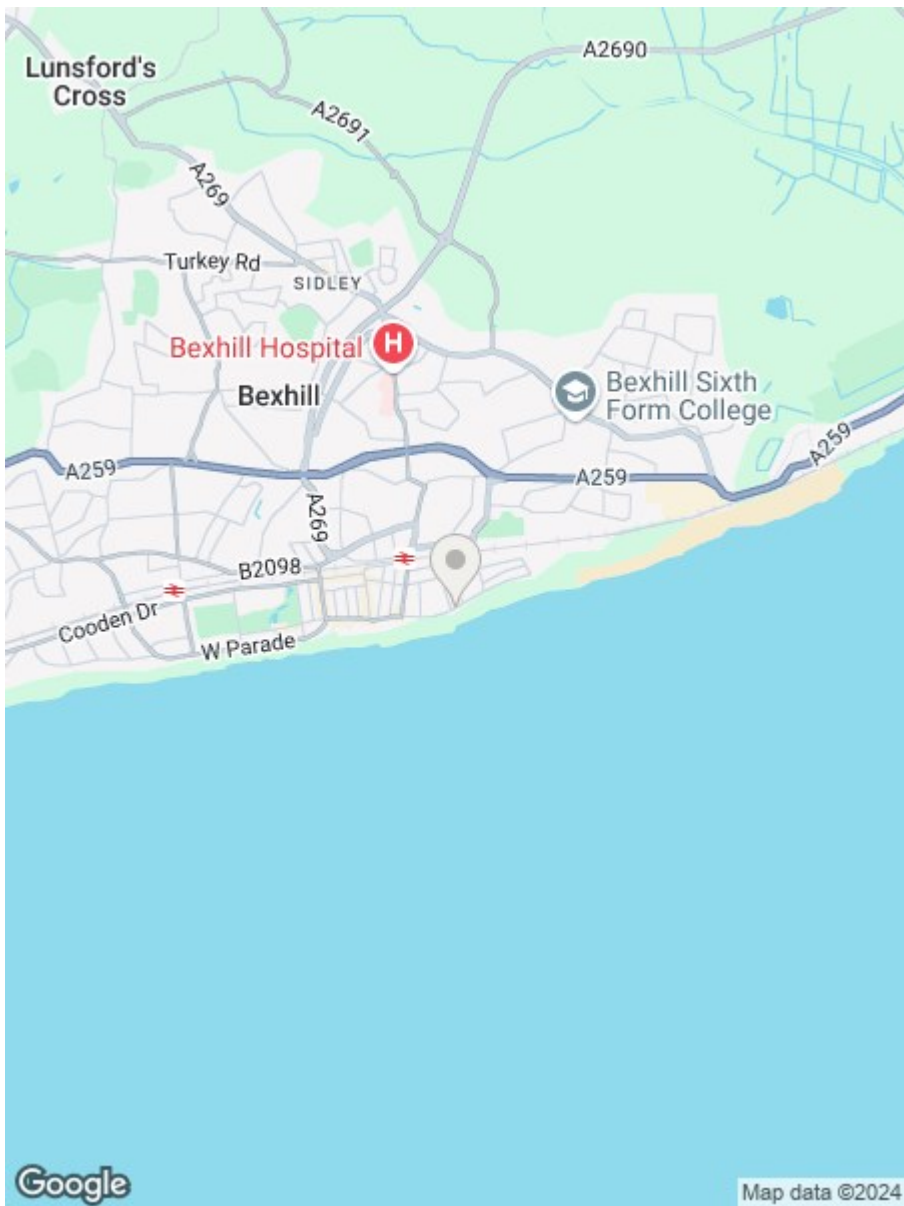 A2690
Lunsford's
Cross
A2691
A269
Turkey Rd
SIDLEY
Bexhill Hospital
H
Bexhill
Bexhill Sixth
Form College
A259
A259
A259
A269
B2098
Cooden Dr
W Parade
Google
Map data ©2024